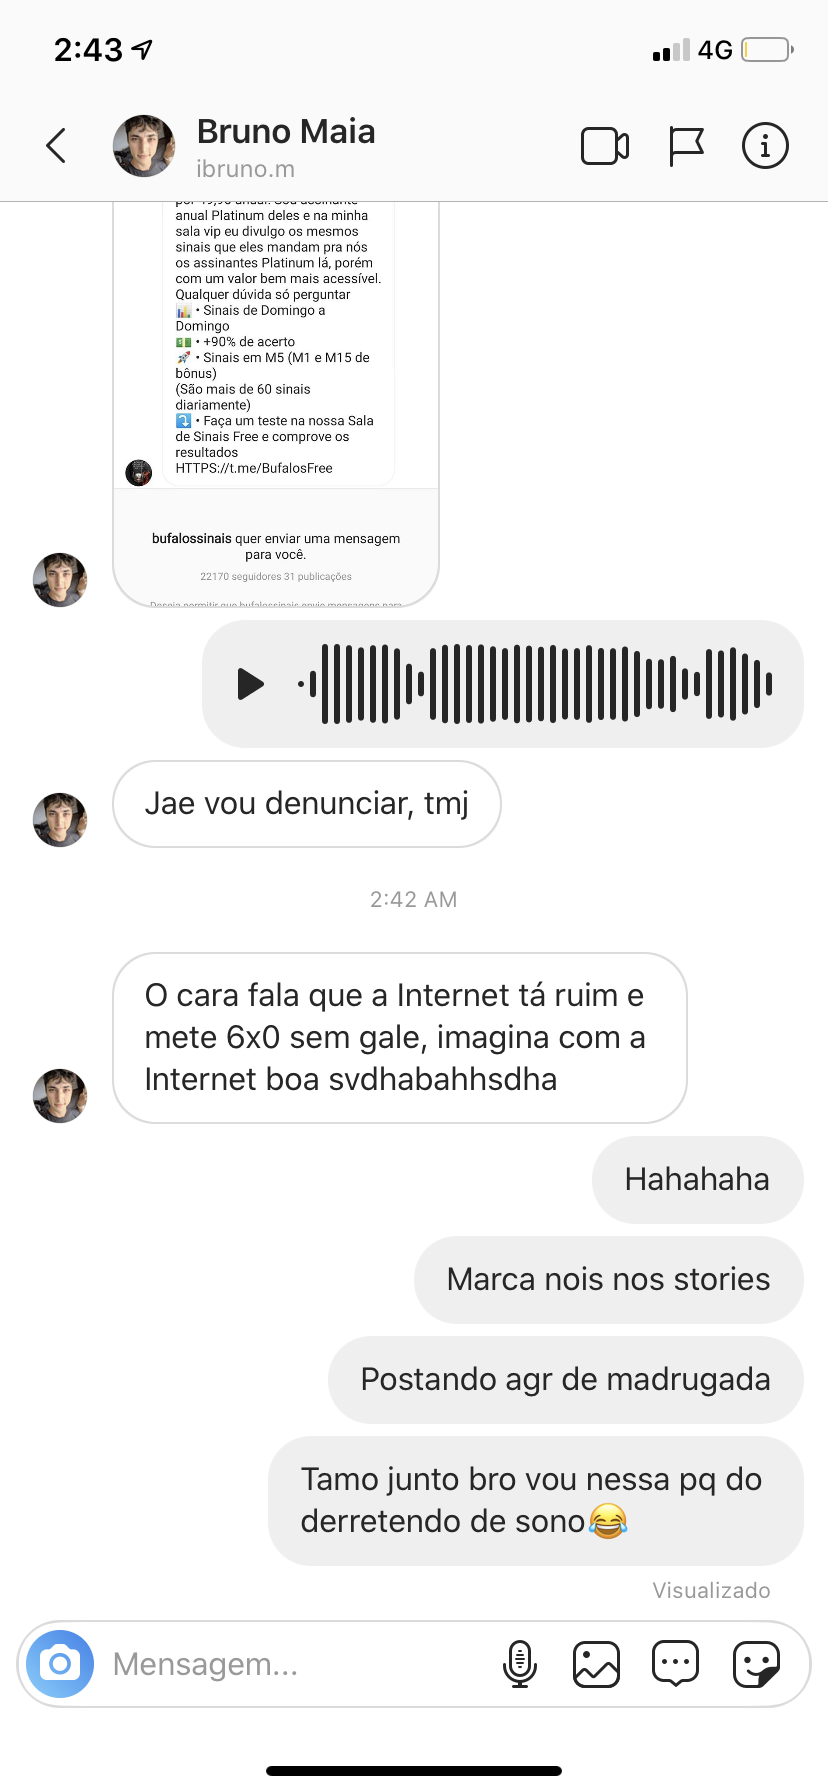 2:43
4G
Bruno Maia
ibruno.m
anual Platinum deles e na minha
sala vip eu divulgo os mesmos
sinais que eles mandam pra nós
os assinantes Platinum lá, porém
com um valor bem mais acessível.
Qualquer dúvida só perguntar
📊 • Sinais de Domingo a
Domingo
💵 • +90% de acerto
🚀 • Sinais em M5 (M1 e M15 de
bônus)
(São mais de 60 sinais
diariamente)
⤵️ • Faça um teste na nossa Sala
de Sinais Free e comprove os
resultados
HTTPS://t.me/BufalosFree
bufalossinais quer enviar uma mensagem
para você.
22170 seguidores 31 publicações
Jae vou denunciar, tmj
2:42 AM
O cara fala que a Internet tá ruim e
mete 6x0 sem gale, imagina com a
Internet boa svdhabahhsdha
Hahahaha
Marca nois nos stories
Postando agr de madrugada
Tamo junto bro vou nessa pq do
derretendo de sono😂
Visualizado
Mensagem...